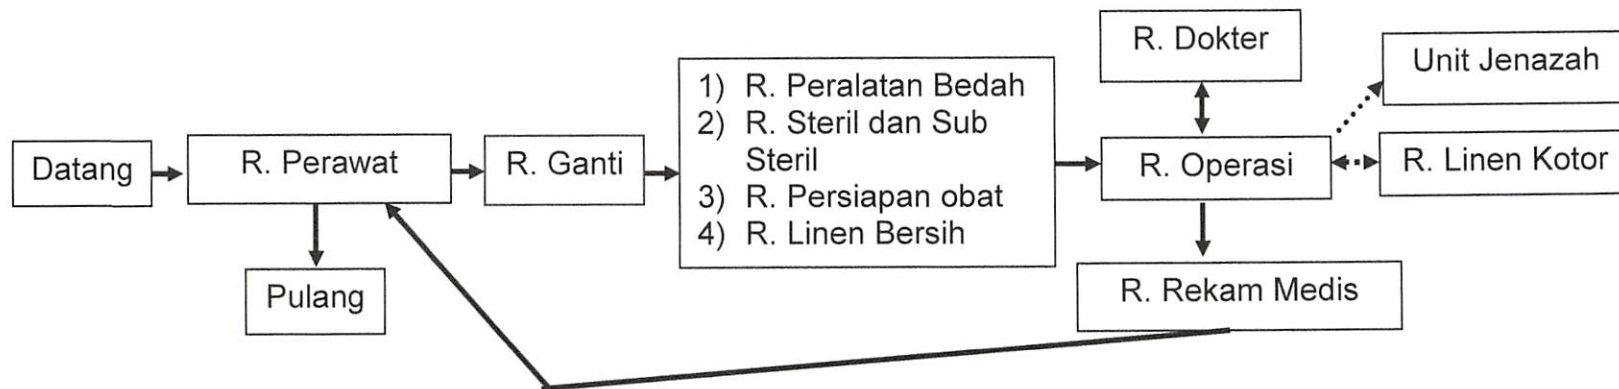 R. Dokter
Unit Jenazah
1) R. Peralatan Bedah
2) R. Steril dan Sub
Steril
3) R. Persiapan obat
4) R. Linen Bersih
Datang
R. Perawat
R. Ganti
R. Operasi
R. Linen Kotor
Pulang
R. Rekam Medis